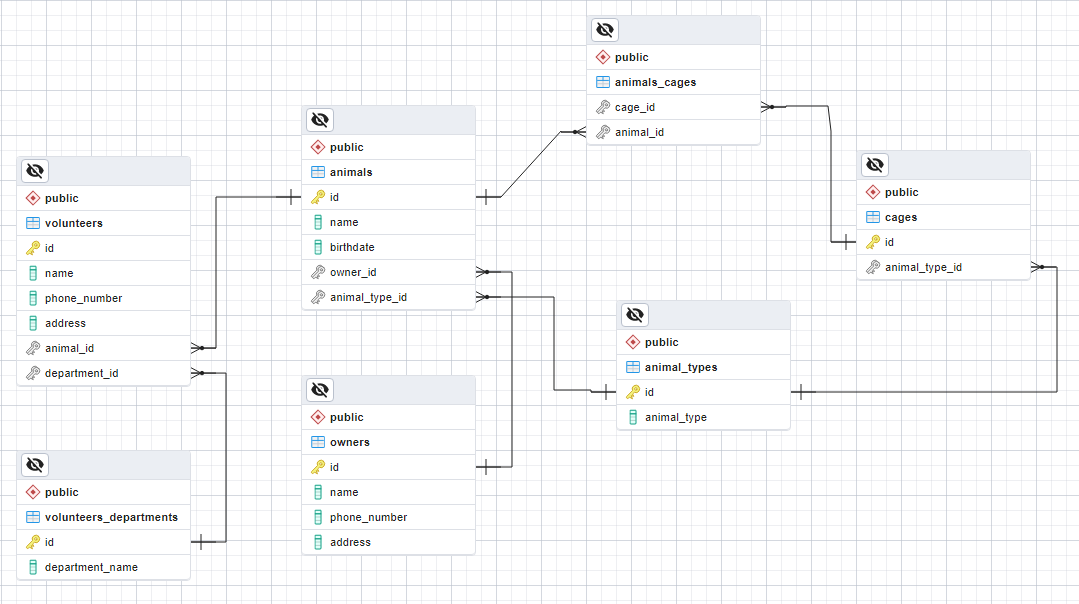 public
animals_cages
cage_id
animal_id
public
animals
id
name
birthdate
owner_id
animal_type_id
public
volunteers
id
name
phone_number
address
animal_id
department_id
public
cages
id
animal_type_id
public
animal_types
id
animal_type
public
owners
id
name
phone_number
address
public
volunteers_departments
id
department_name